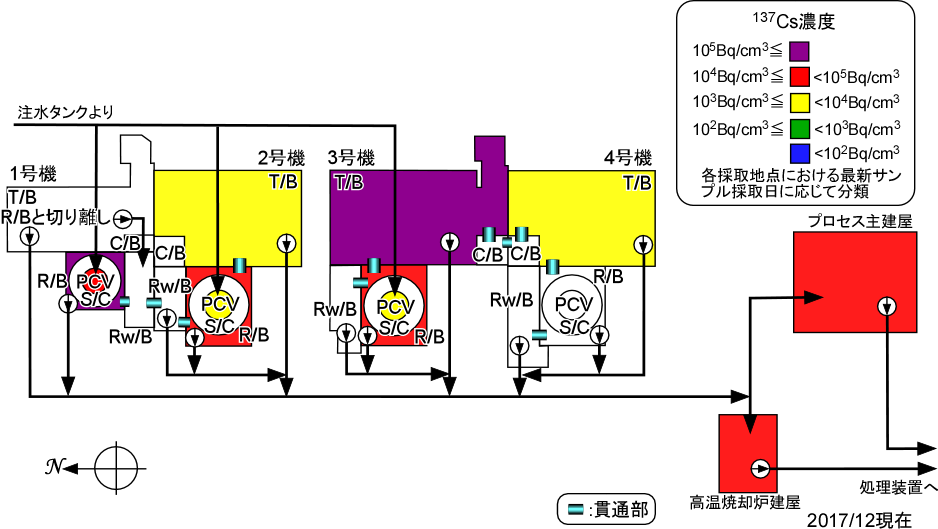 ¹³⁷Cs濃度
10⁵Bq/cm³≦
10⁴Bq/cm³≦ <10⁵Bq/cm³
10³Bq/cm³≦ <10⁴Bq/cm³
10²Bq/cm³≦ <10³Bq/cm³
<10²Bq/cm³
各採取地点における最新サン
プル採取日に応じて分類
注水タンクより
1号機
2号機
3号機
4号機
T/B
T/B
T/B
T/B
R/Bと切り離し
C/B
C/B
C/B
C/B
R/B
PCV
S/C
Rw/B
Rw/B
PCV
S/C
R/B
Rw/B
PCV
S/C
R/B
Rw/B
R/B
PCV
S/C
プロセス主建屋
高温焼却炉建屋
処理装置へ
N
:貫通部
2017/12現在